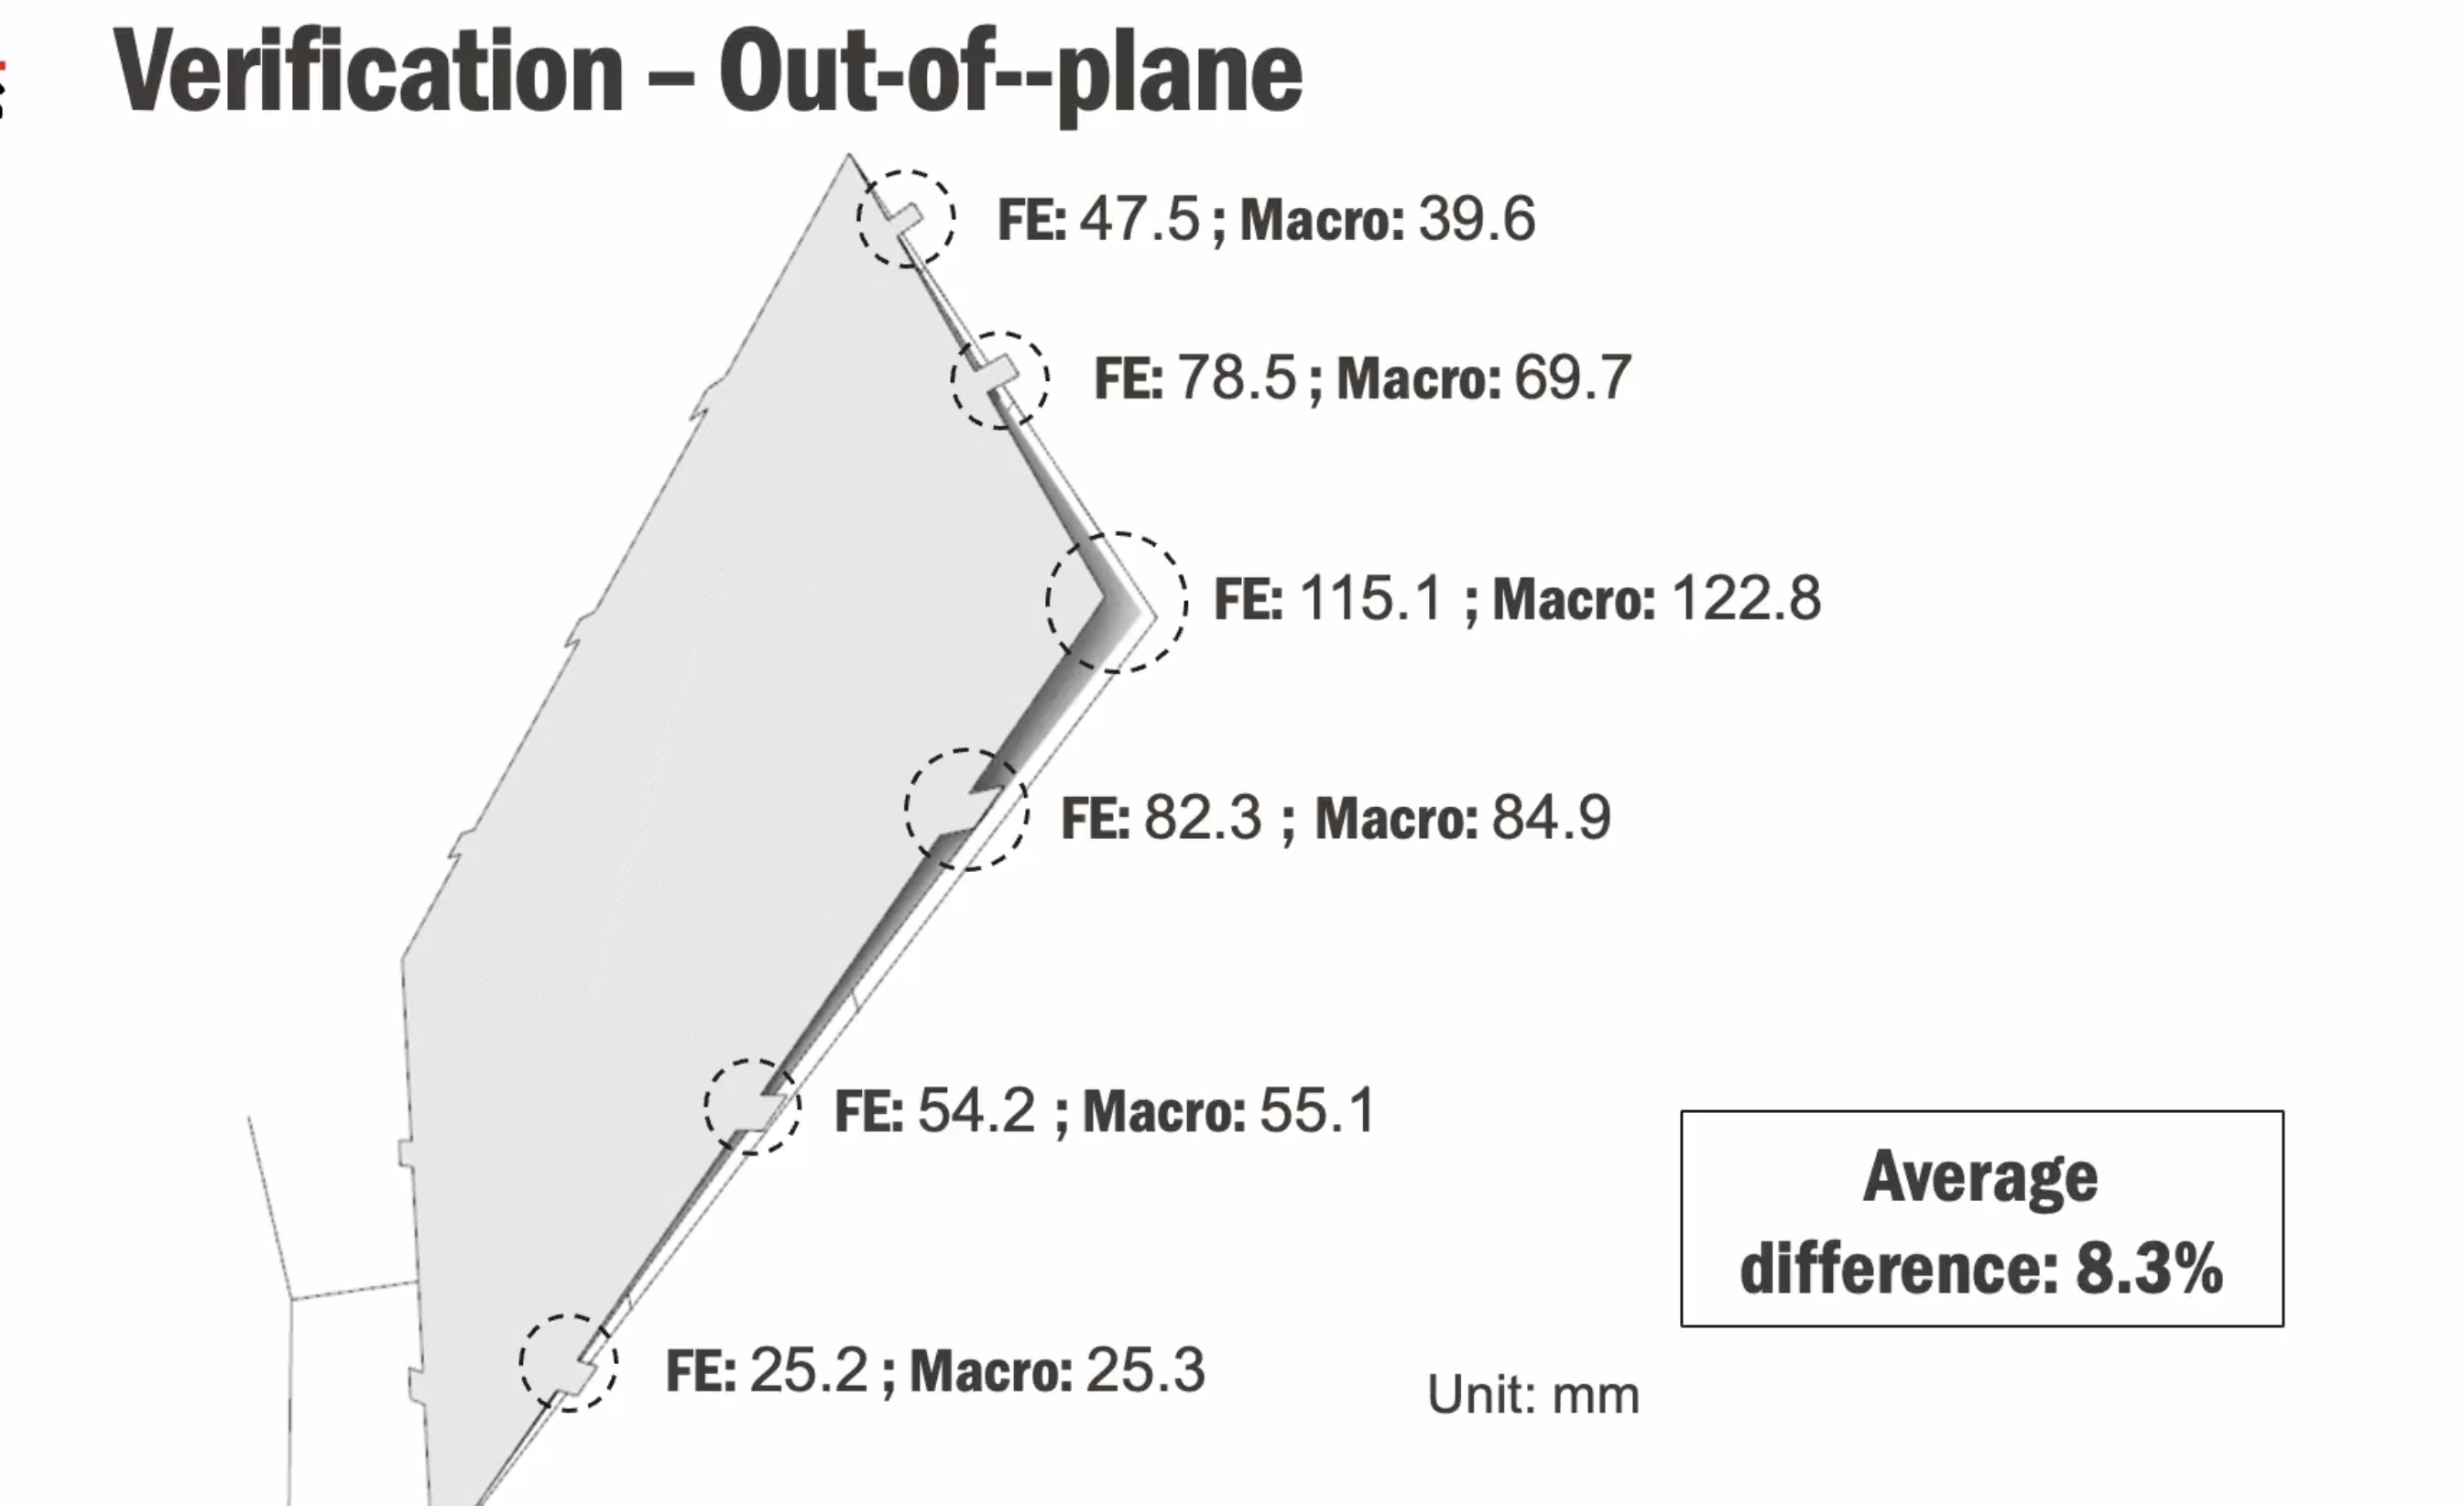 Verification – Out-of--plane
FE: 47.5 ; Macro: 39.6
FE: 78.5 ; Macro: 69.7
FE: 115.1 ; Macro: 122.8
FE: 82.3 ; Macro: 84.9
FE: 54.2 ; Macro: 55.1
Average
difference: 8.3%
FE: 25.2 ; Macro: 25.3
Unit: mm